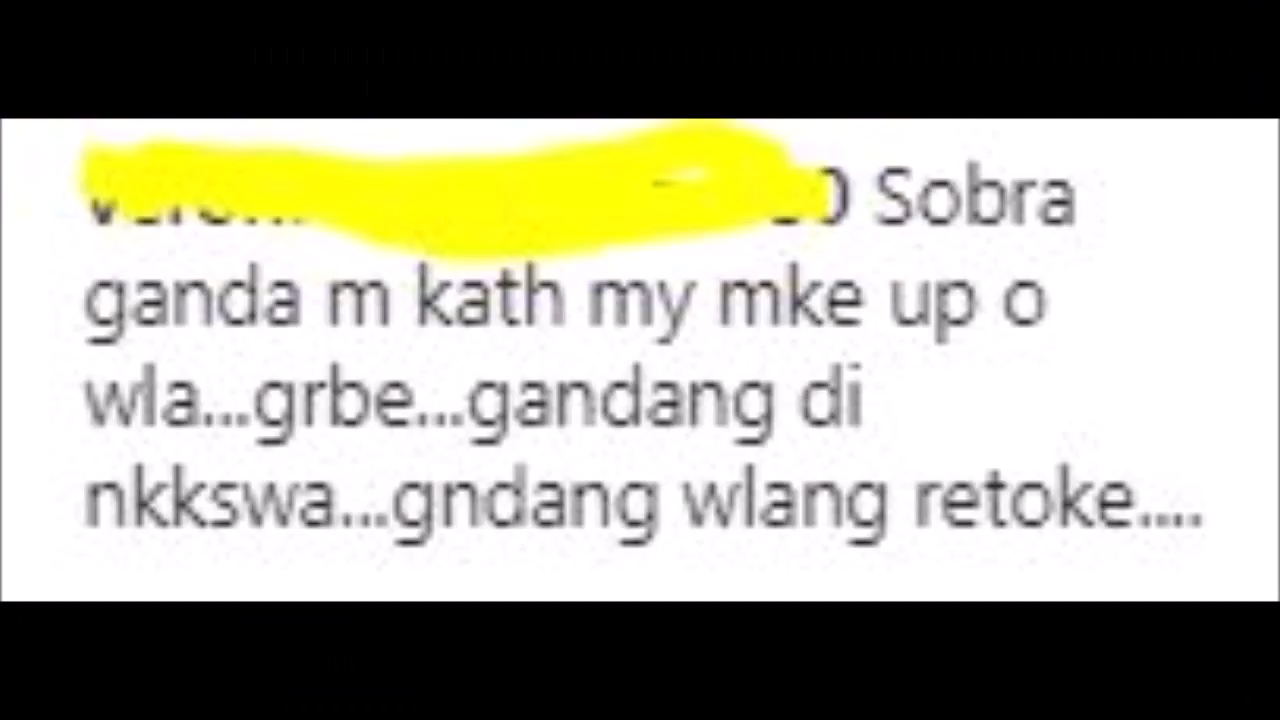 Sobra
ganda m kath my mke up o
wla...grbe...gandang di
nkkswa...gndang wlang retoke....